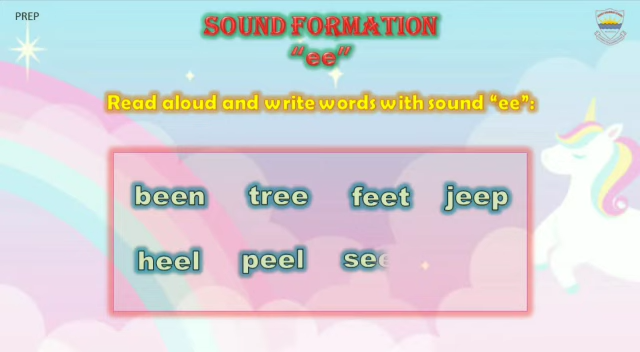 PREP
SOUND FORMATION
“ee”
Read aloud and write words with sound “ee”:
been tree feet jeep
heel peel